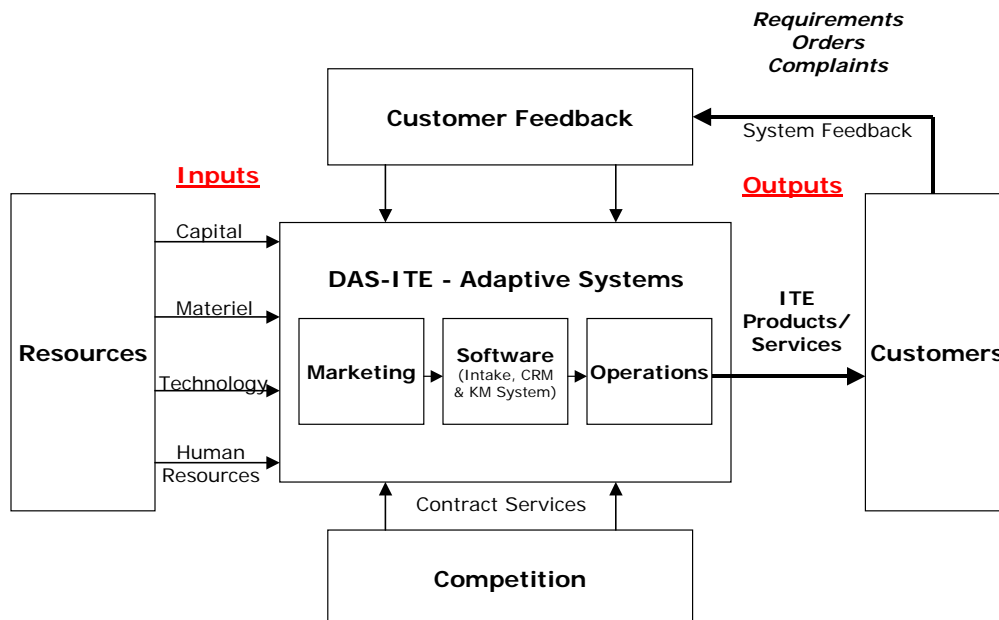 Requirements
Orders
Complaints
Customer Feedback
System Feedback
Inputs
Outputs
Resources
Capital
Materiel
Technology
Human
Resources
DAS-ITE - Adaptive Systems
Marketing
Software
(Intake, CRM
& KM System)
Operations
ITE
Products/
Services
Customers
Contract Services
Competition